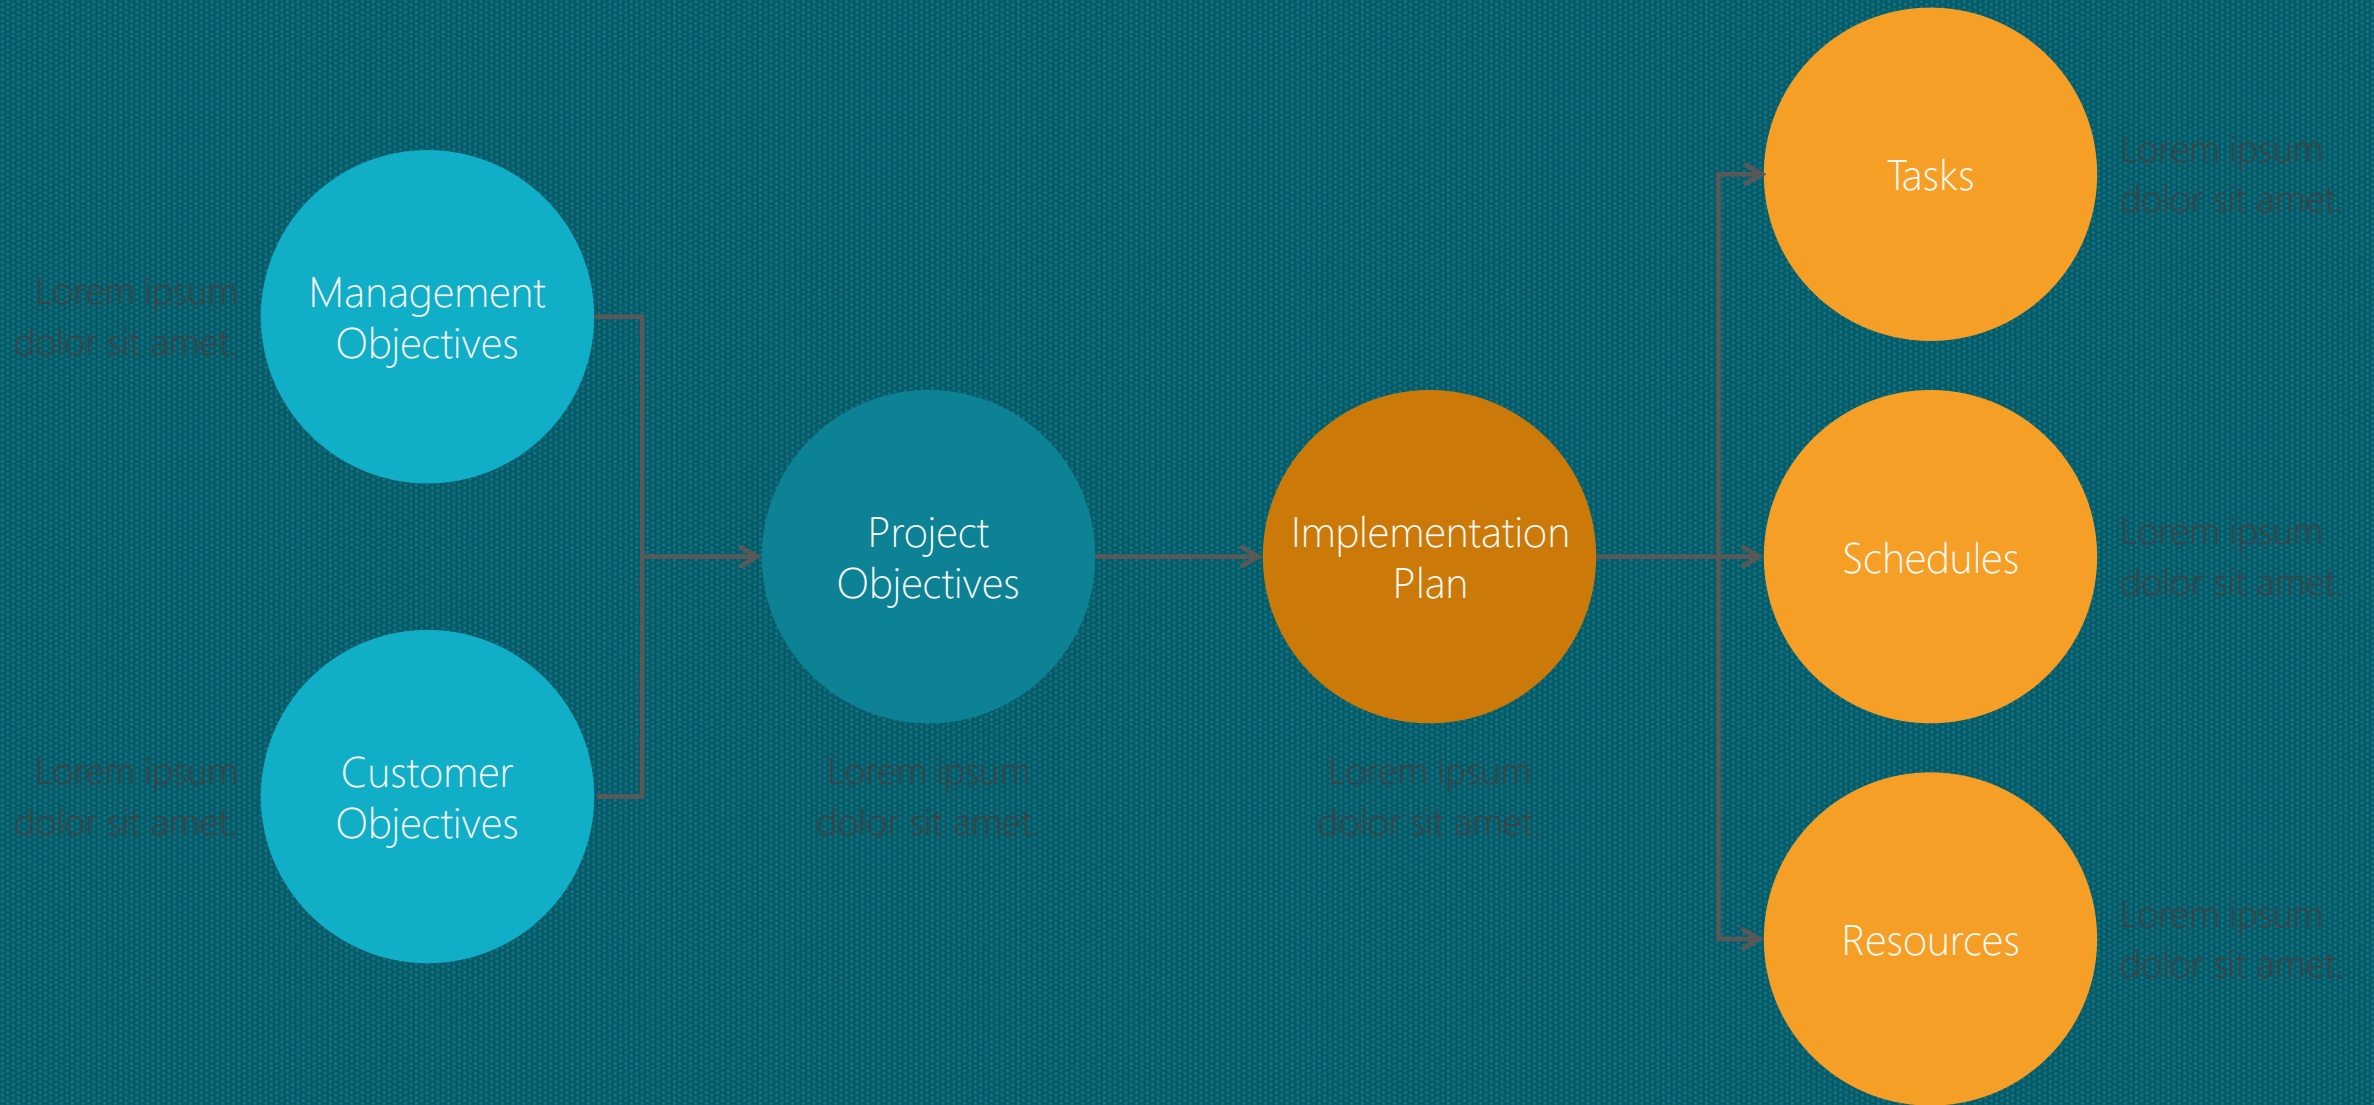 Lorem ipsum
dolor sit amet.
Management
Objectives
Lorem ipsum
dolor sit amet.
Customer
Objectives
Project
Objectives
Lorem ipsum
dolor sit amet.
Implementation
Plan
Lorem ipsum
dolor sit amet.
Tasks
Lorem ipsum
dolor sit amet.
Schedules
Lorem ipsum
dolor sit amet.
Resources
Lorem ipsum
dolor sit amet.